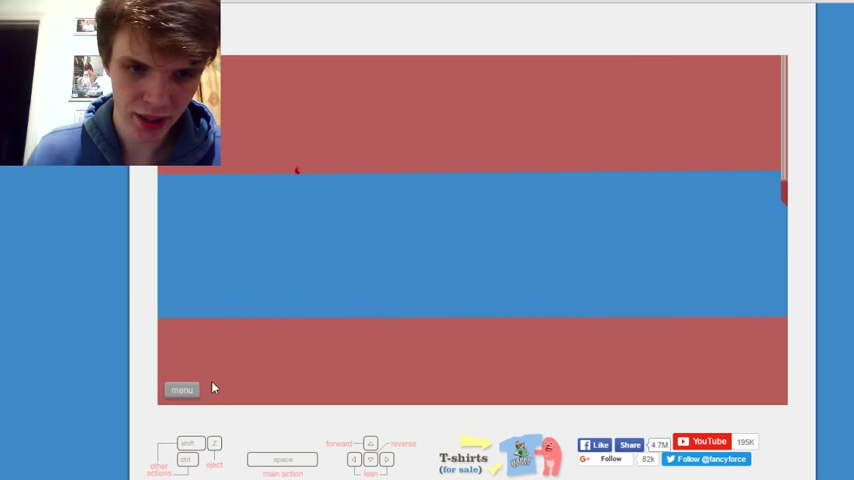 menu
shift Z
ctrl
other actions
eject
space
main action
forward
reverse
lean
T-shirts
(for sale)
Like Share 4.7M
YouTube 195K
Follow 82k
Follow @fancyforce